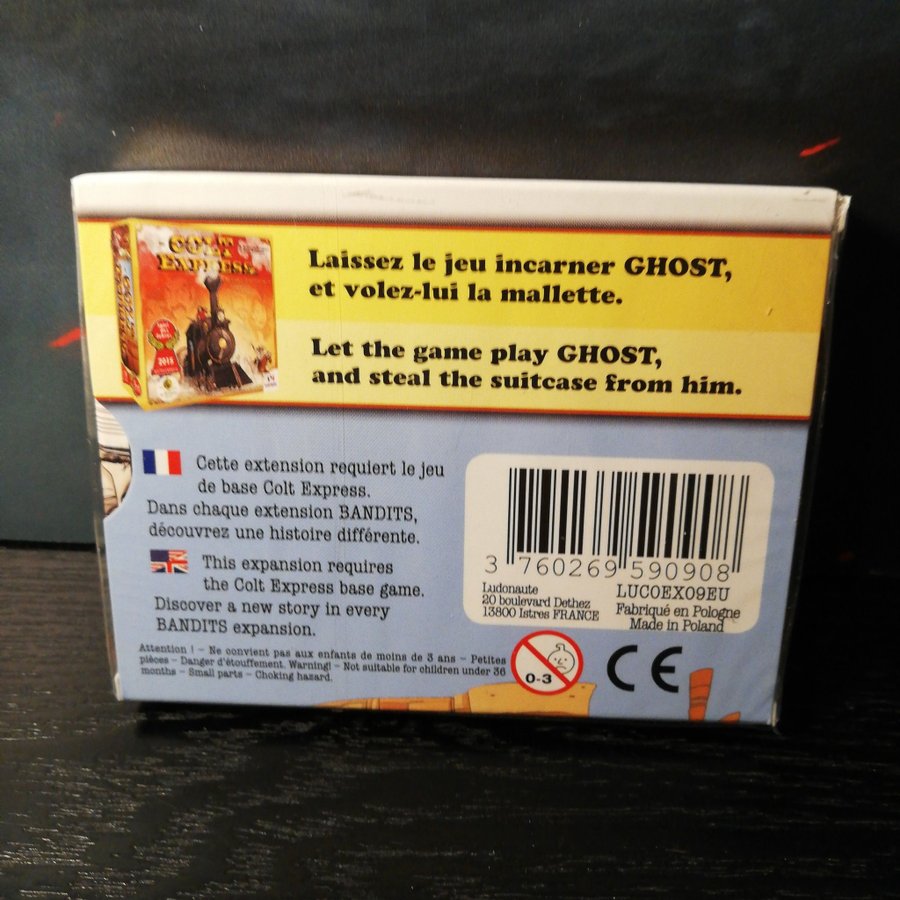 COLT
EXPRESS
2015
Laissez le jeu incarner GHOST,
et volez-lui la mallette.
Let the game play GHOST,
and steal the suitcase from him.
Cette extension requiert le jeu
de base Colt Express.
Dans chaque extension BANDITS,
découvrez une histoire différente.
This expansion requires
the Colt Express base game.
Discover a new story in every
BANDITS expansion.
3 760269 590908
Ludonaute
20 boulevard Dethez
13800 Istres FRANCE
LUC0EX09EU
Fabriqué en Pologne
Made in Poland
Attention ! – Ne convient pas aux enfants de moins de 3 ans – Petites
pièces – Danger d'étouffement. Warning! – Not suitable for children under 36
months – Small parts – Choking hazard.
0-3
CE